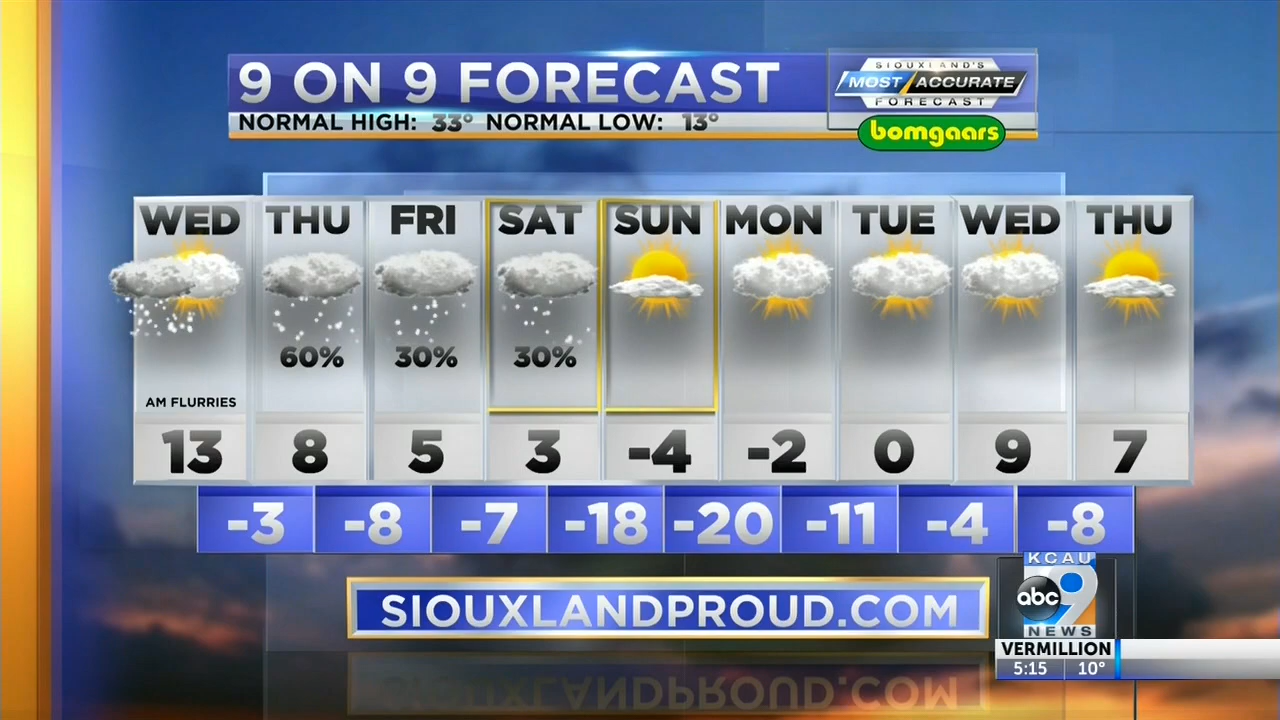 9 ON 9 FORECAST
NORMAL HIGH: 33° NORMAL LOW: 13°
SIOUXLAND'S
MOST ACCURATE
FORECAST
bomgaars
WED THU FRI SAT SUN MON TUE WED THU
60% 30% 30%
AM FLURRIES
13 8 5 3 -4 -2 0 9 7
-3 -8 -7 -18 -20 -11 -4 -8
SIOUXLANDPROUD.COM
KCAU
abc 9
NEWS
VERMILLION
5:15 10°
SIOUXLANDPROUD.COM